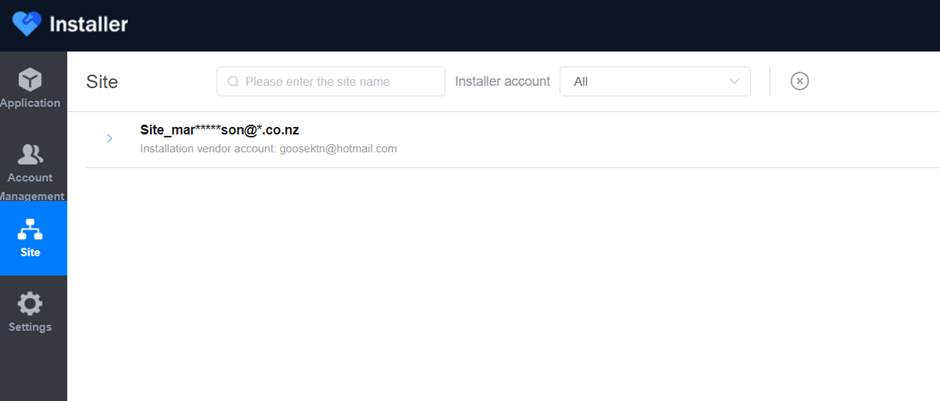 Installer
Site
Please enter the site name
Installer account
All
Application
Site_mar*****son@*.co.nz
Installation vendor account: goosektn@hotmail.com
Account
Management
Site
Settings